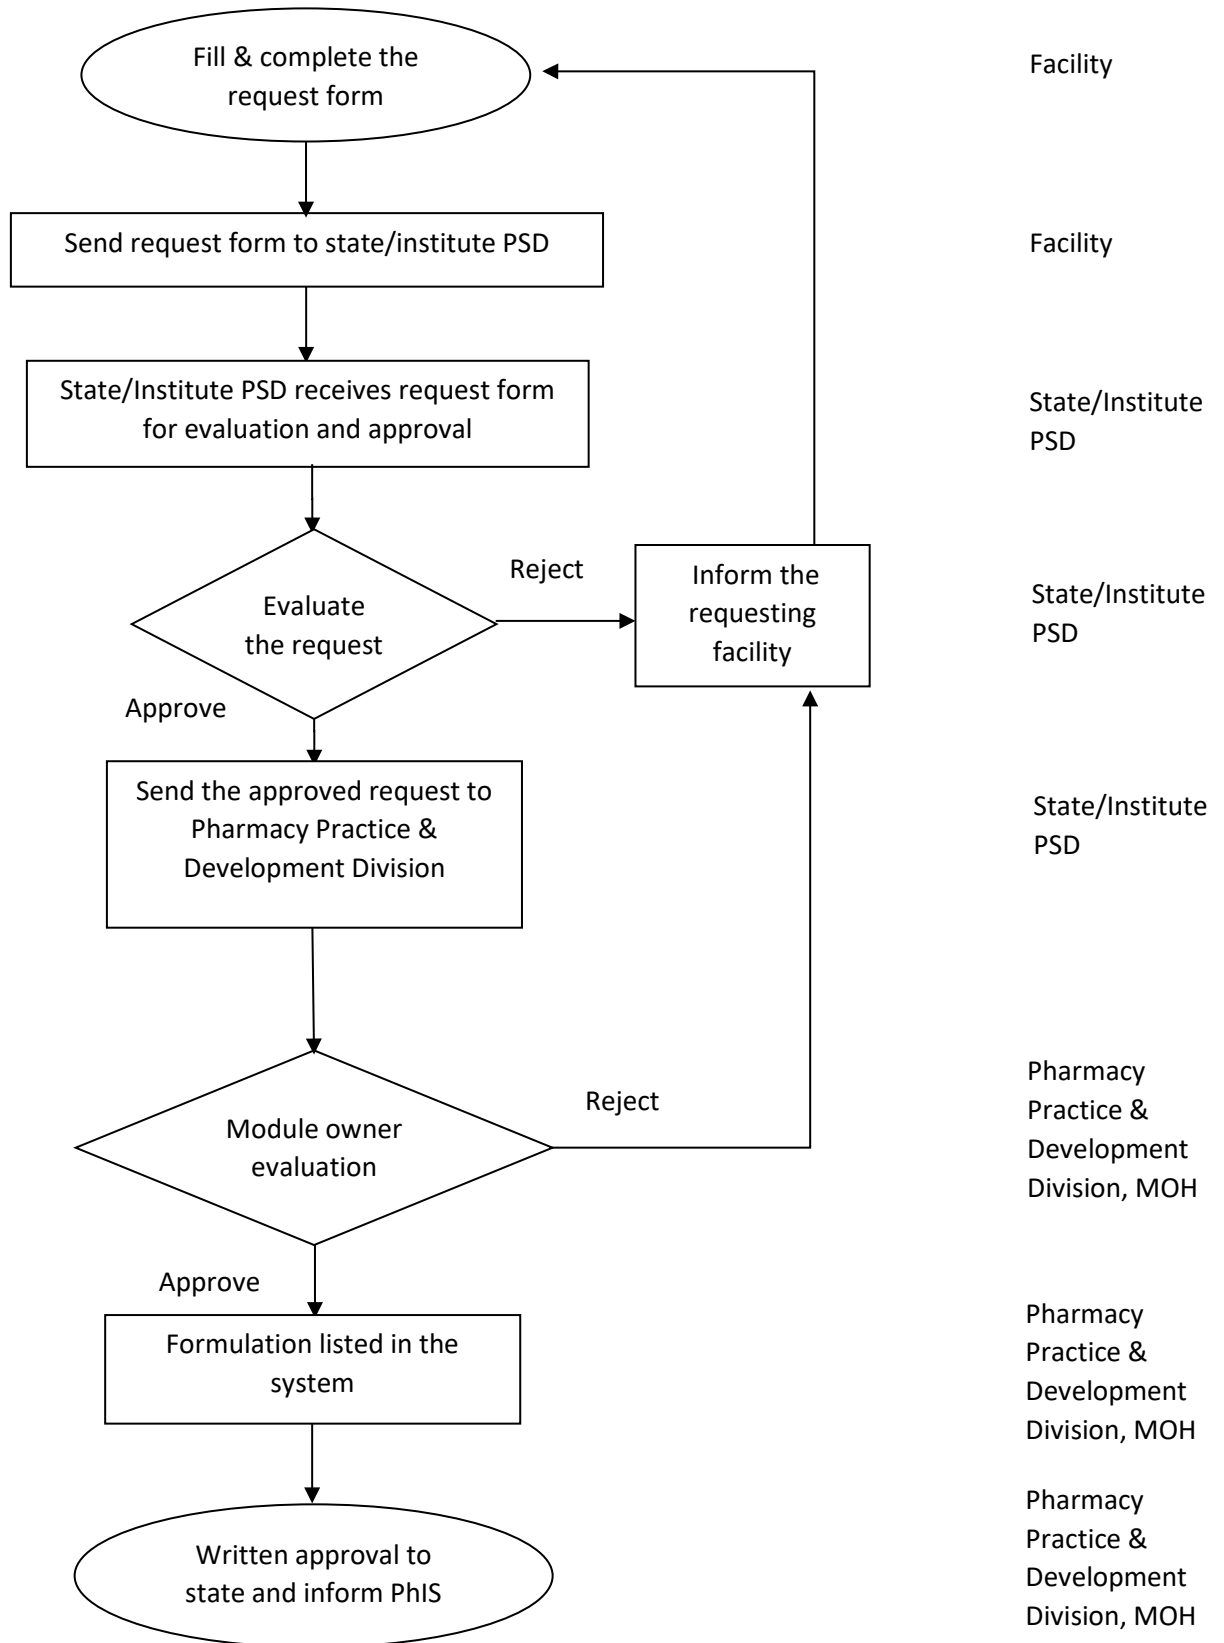 Fill & complete the
request form
Facility
Send request form to state/institute PSD
Facility
State/Institute PSD receives request form
for evaluation and approval
State/Institute
PSD
Evaluate
the request
Reject
Inform the
requesting
facility
State/Institute
PSD
Approve
Send the approved request to
Pharmacy Practice &
Development Division
State/Institute
PSD
Module owner
evaluation
Reject
Pharmacy
Practice &
Development
Division, MOH
Approve
Formulation listed in the
system
Pharmacy
Practice &
Development
Division, MOH
Written approval to
state and inform PhIS
Pharmacy
Practice &
Development
Division, MOH